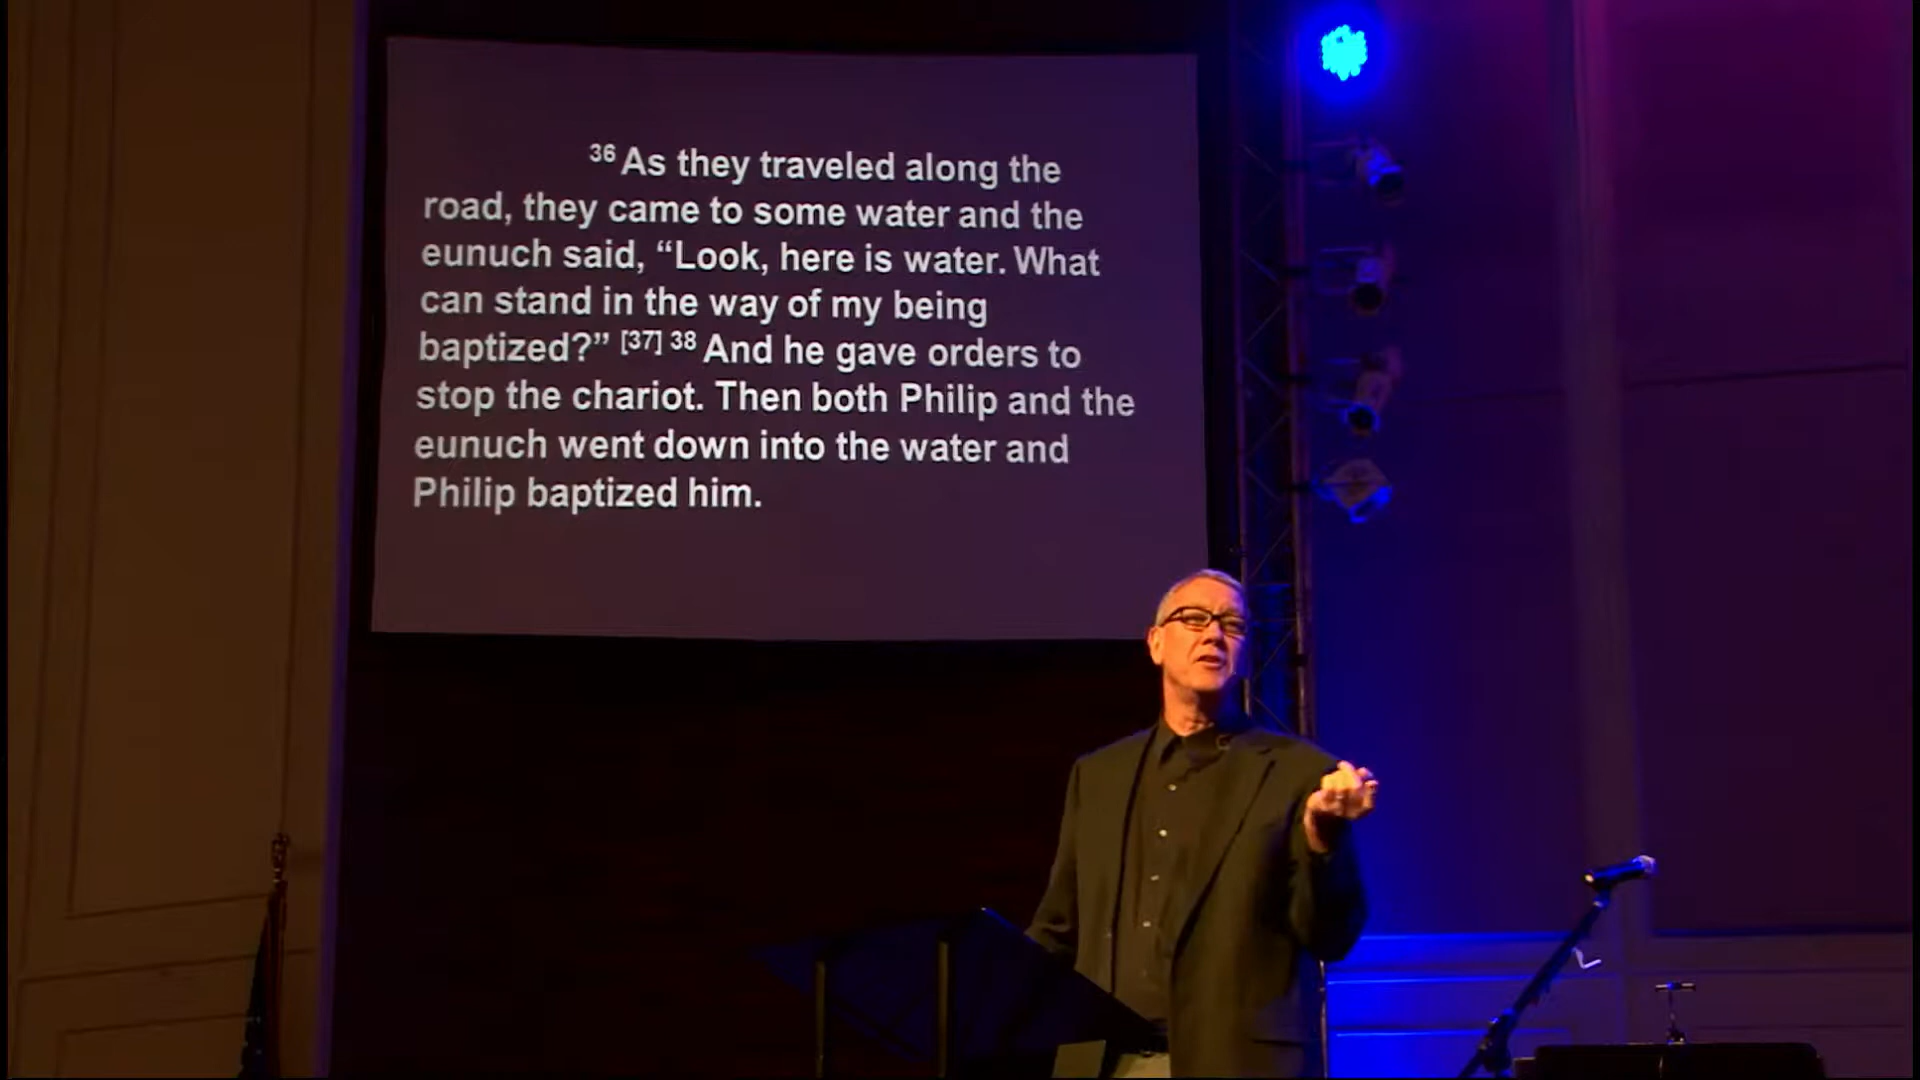 36 As they traveled along the
road, they came to some water and the
eunuch said, “Look, here is water. What
can stand in the way of my being
baptized?” [37] 38 And he gave orders to
stop the chariot. Then both Philip and the
eunuch went down into the water and
Philip baptized him.